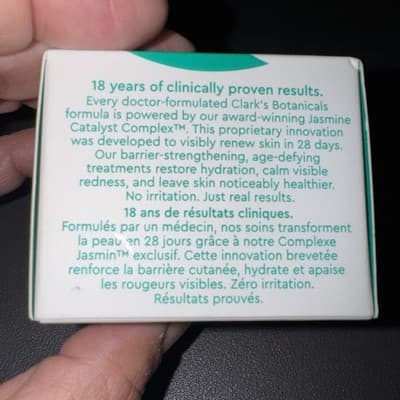 18 years of clinically proven results.
Every doctor-formulated Clark's Botanicals
formula is powered by our award-winning Jasmine
Catalyst Complex™. This proprietary innovation
was developed to visibly renew skin in 28 days.
Our barrier-strengthening, age-defying
treatments restore hydration, calm visible
redness, and leave skin noticeably healthier.
No irritation. Just real results.
18 ans de résultats cliniques.
Formulés par un médecin, nos soins transforment
la peau en 28 jours grâce à notre Complexe
Jasmin™ exclusif. Cette innovation brevetée
renforce la barrière cutanée, hydrate et apaise
les rougeurs visibles. Zéro irritation.
Résultats prouvés.